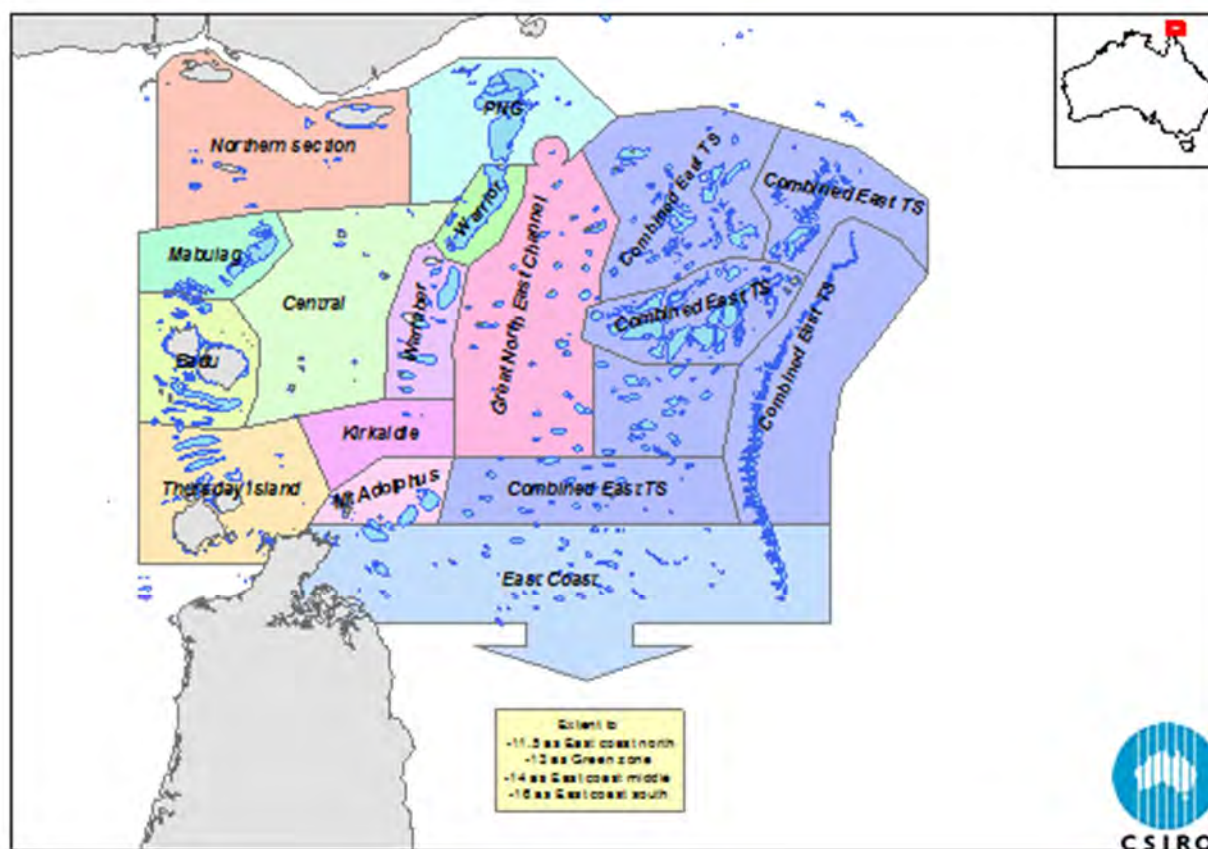 PNG
Northern section
Combined East TS
Combined East TS
Warrior
Mabuiag
Combined East TS
Great North East Channel
Central
Warraber
Combined East TS
Badu
Kirkaldie
Thursday Island
Mt Adolphus
Combined East TS
East Coast
Extent to
-11.5 as East coast north
-13 as Green zone
-14 as East coast middle
-16 as East coast south
CSIRO